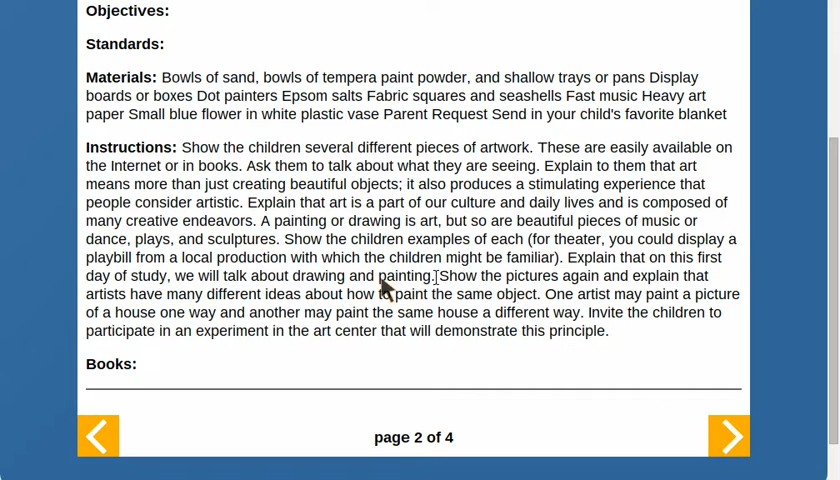 Objectives:
Standards:
Materials: Bowls of sand, bowls of tempera paint powder, and shallow trays or pans Display
boards or boxes Dot painters Epsom salts Fabric squares and seashells Fast music Heavy art
paper Small blue flower in white plastic vase Parent Request Send in your child's favorite blanket
Instructions: Show the children several different pieces of artwork. These are easily available on
the Internet or in books. Ask them to talk about what they are seeing. Explain to them that art
means more than just creating beautiful objects; it also produces a stimulating experience that
people consider artistic. Explain that art is a part of our culture and daily lives and is composed of
many creative endeavors. A painting or drawing is art, but so are beautiful pieces of music or
dance, plays, and sculptures. Show the children examples of each (for theater, you could display a
playbill from a local production with which the children might be familiar). Explain that on this first
day of study, we will talk about drawing and painting. Show the pictures again and explain that
artists have many different ideas about how to paint the same object. One artist may paint a picture
of a house one way and another may paint the same house a different way. Invite the children to
participate in an experiment in the art center that will demonstrate this principle.
Books:
page 2 of 4